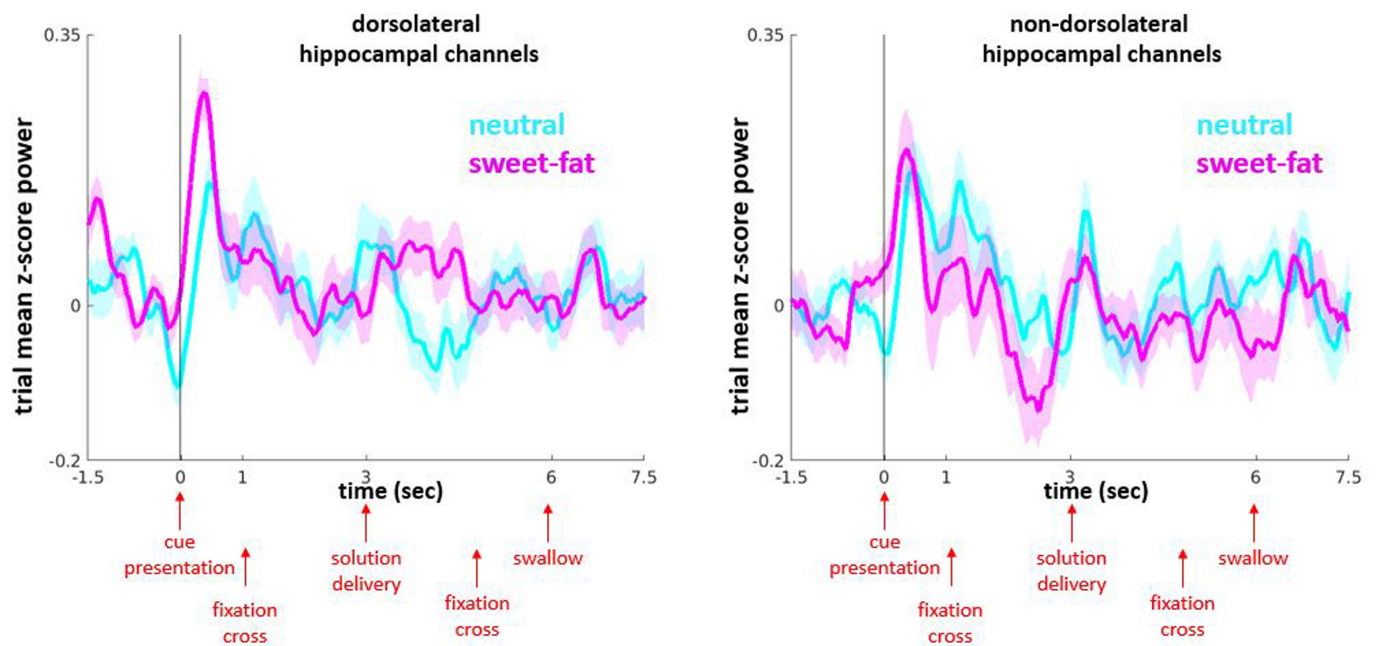 dorsolateral
hippocampal channels
0.35
0
-0.2
trial mean z-score power
neutral
sweet-fat
-1.5
0
1
3
6
7.5
time (sec)
cue
presentation
fixation
cross
solution
delivery
fixation
cross
swallow
non-dorsolateral
hippocampal channels
0.35
0
-0.2
trial mean z-score power
neutral
sweet-fat
-1.5
0
1
3
6
7.5
time (sec)
cue
presentation
fixation
cross
solution
delivery
fixation
cross
swallow